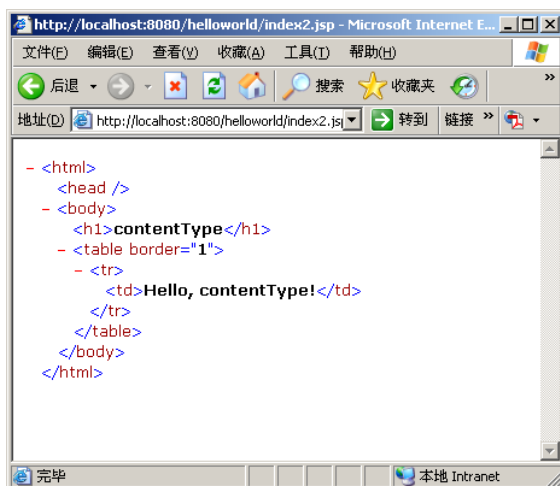 http://localhost:8080/helloworld/index2.jsp - Microsoft Internet E...
文件(F) 编辑(E) 查看(V) 收藏(A) 工具(T) 帮助(H)
后退 搜索 收藏夹 »
地址(D) http://localhost:8080/helloworld/index2.jsp 转到 链接 »
- <html>
<head />
- <body>
<h1>contentType</h1>
- <table border="1">
- <tr>
<td>Hello, contentType!</td>
</tr>
</table>
</body>
</html>
完毕 本地 Intranet